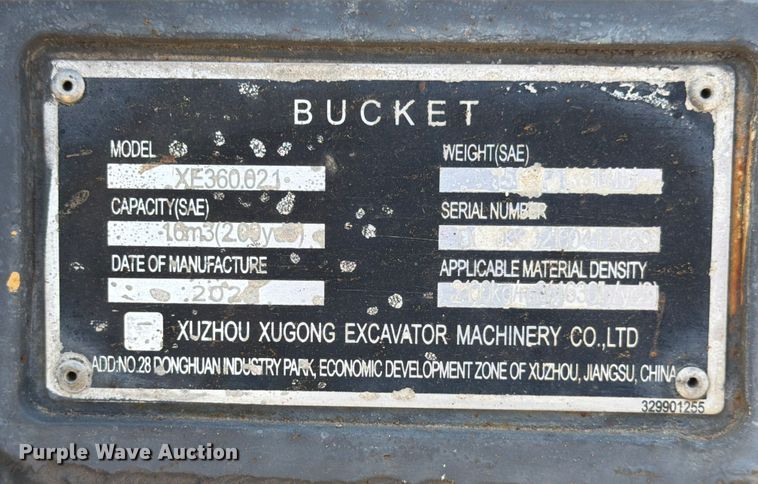 BUCKET
MODEL
XE360.021
CAPACITY(SAE)
DATE OF MANUFACTURE
WEIGHT(SAE)
SERIAL NUMBER
APPLICABLE MATERIAL DENSITY
XUZHOU XUGONG EXCAVATOR MACHINERY CO.,LTD
ADD:NO.28 DONGHUAN INDUSTRY PARK, ECONOMIC DEVELOPMENT ZONE OF XUZHOU, JIANGSU, CHINA
329901255
Purple Wave Auction